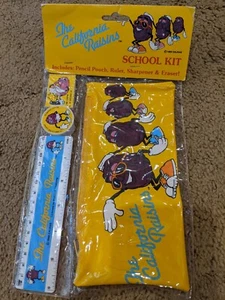 The
California
Raisins
SCHOOL KIT
Includes: Pencil Pouch, Ruler, Sharpener & Eraser!
The California Raisins
The
California
Raisins